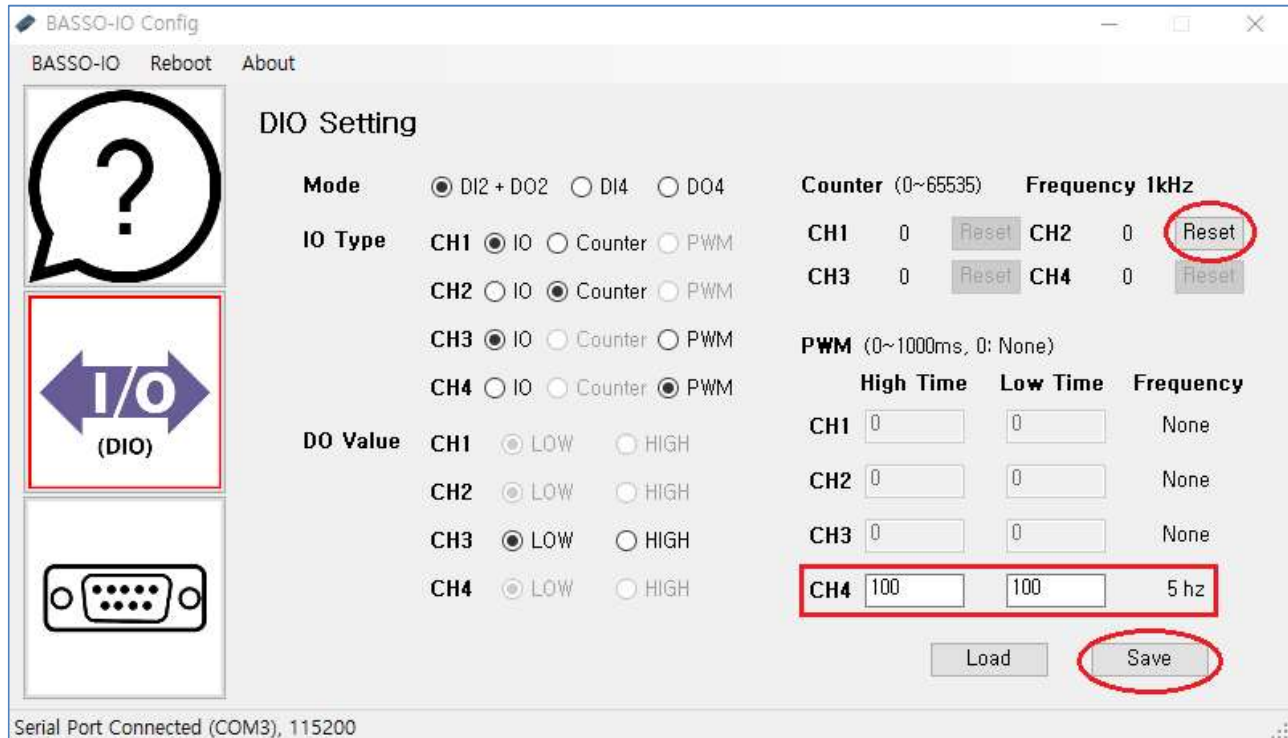 BASSO-IO Config
BASSO-IO Reboot About
?
I/O
(DIO)
DIO Setting
Mode DI2 + DO2 DI4 DO4
IO Type CH1 IO Counter PWM
CH2 IO Counter PWM
CH3 IO Counter PWM
CH4 IO Counter PWM
DO Value CH1 LOW HIGH
CH2 LOW HIGH
CH3 LOW HIGH
CH4 LOW HIGH
Counter (0~65535) Frequency 1kHz
CH1 0 Reset CH2 0 Reset
CH3 0 Reset CH4 0 Reset
PWM (0~1000ms, 0: None)
High Time Low Time Frequency
CH1 0 0 None
CH2 0 0 None
CH3 0 0 None
CH4 100 100 5 hz
Load Save
Serial Port Connected (COM3), 115200